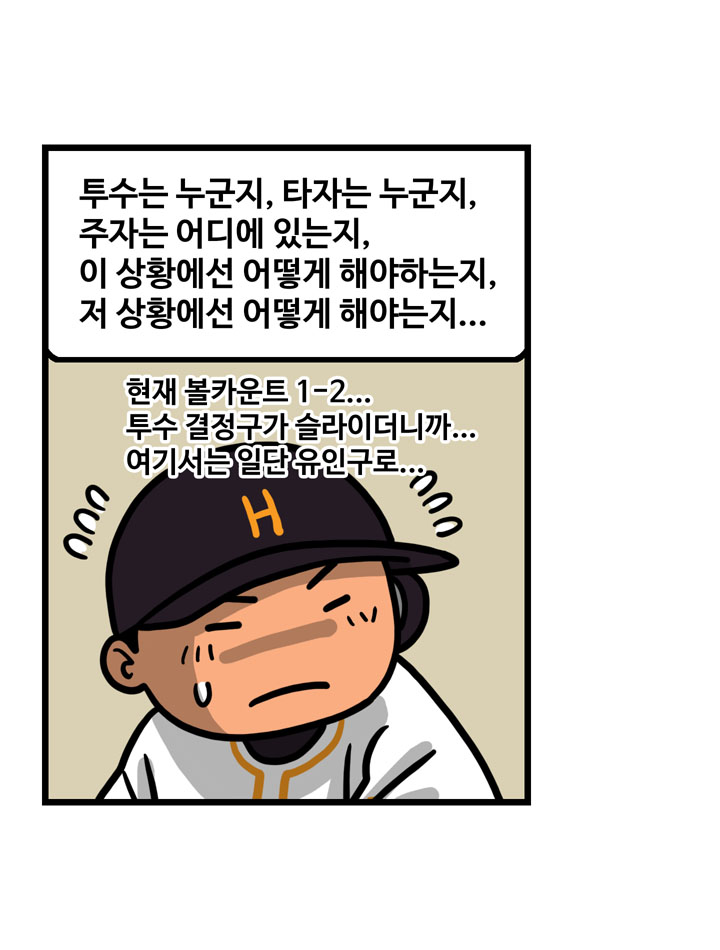 투수는 누군지, 타자는 누군지,
주자는 어디에 있는지,
이 상황에선 어떻게 해야하는지,
저 상황에선 어떻게 해야는지...
현재 볼카운트 1-2...
투수 결정구가 슬라이더니까...
여기서는 일단 유인구로...
H